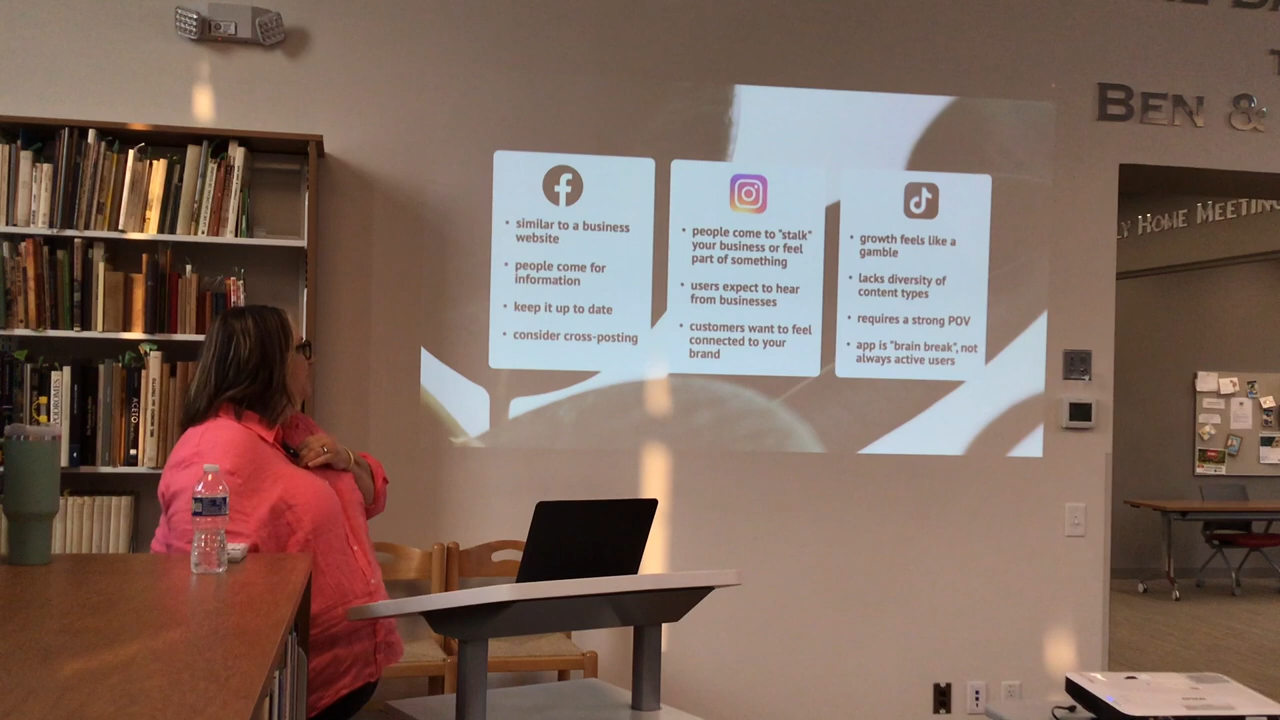 BEN &
LY HOME MEETING
• similar to a business
website
• people come for
information
• keep it up to date
• consider cross-posting
• people come to "stalk"
your business or feel
part of something
• users expect to hear
from businesses
• customers want to feel
connected to your
brand
• growth feels like a
gamble
• lacks diversity of
content types
• requires a strong POV
• app is "brain break", not
always active users
ACETO
EPSON